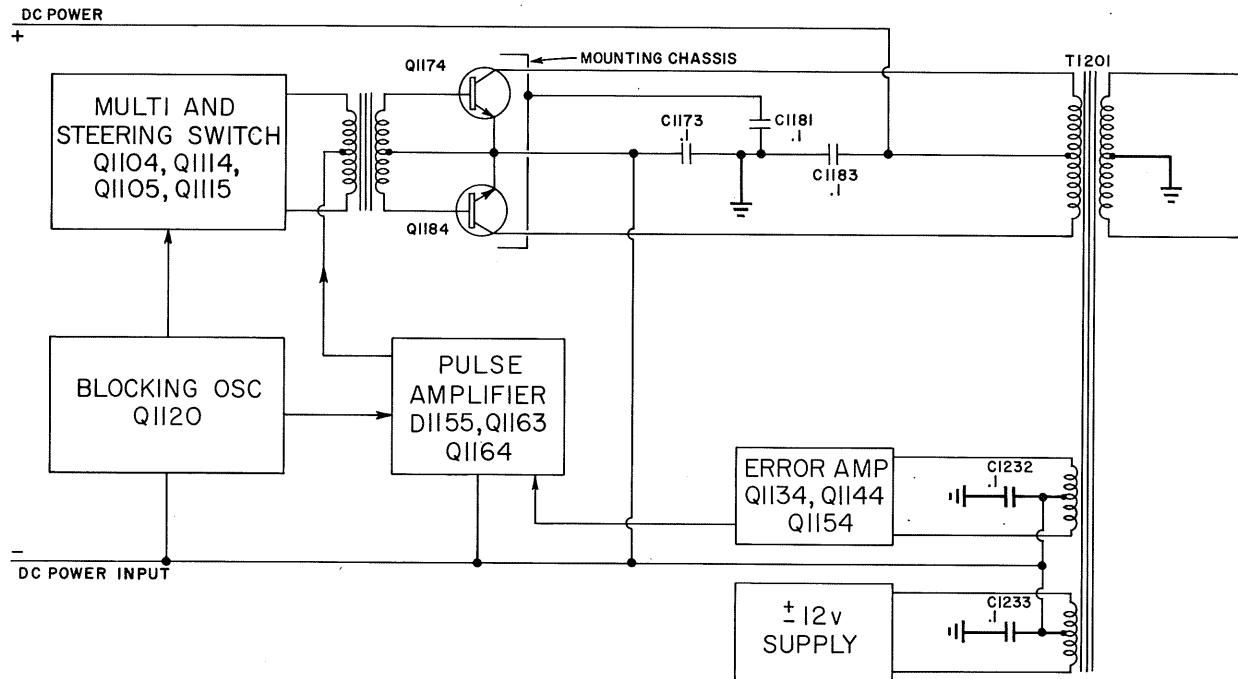 DC POWER
+
Q1174
MOUNTING CHASSIS
T1201
MULTI AND
STEERING SWITCH
Q1104, Q1114,
Q1105, Q1115
C1173
.1
C1181
.1
C1183
.1
Q1184
BLOCKING OSC
Q1120
PULSE
AMPLIFIER
D1155, Q1163
Q1164
ERROR AMP
Q1134, Q1144
Q1154
C1232
.1
−
DC POWER INPUT
± 12v
SUPPLY
C1233
.1